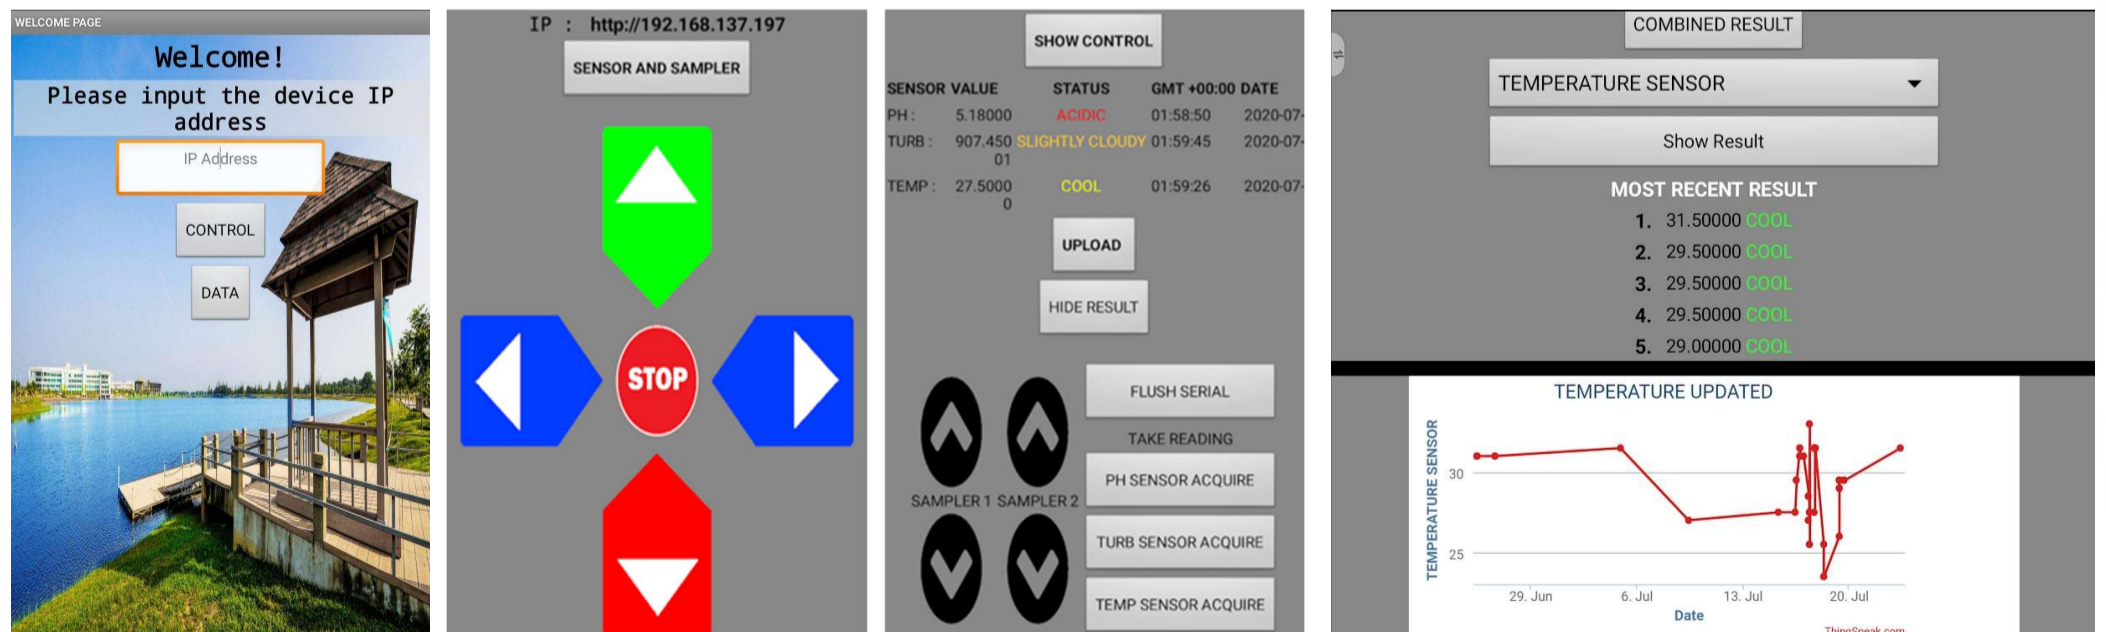 WELCOME PAGE
Welcome!
Please input the device IP
address
IP Address
CONTROL
DATA
IP : http://192.168.137.197
SENSOR AND SAMPLER
STOP
SHOW CONTROL
SENSOR VALUE STATUS GMT +00:00 DATE
PH : 5.18000 ACIDIC 01:58:50 2020-07-
TURB : 907.450 SLIGHTLY CLOUDY 01:59:45 2020-07-
01
TEMP : 27.5000 COOL 01:59:26 2020-07-
0
UPLOAD
HIDE RESULT
FLUSH SERIAL
TAKE READING
PH SENSOR ACQUIRE
SAMPLER 1 SAMPLER 2
TURB SENSOR ACQUIRE
TEMP SENSOR ACQUIRE
COMBINED RESULT
TEMPERATURE SENSOR
Show Result
MOST RECENT RESULT
1. 31.50000 COOL
2. 29.50000 COOL
3. 29.50000 COOL
4. 29.50000 COOL
5. 29.00000 COOL
TEMPERATURE UPDATED
TEMPERATURE SENSOR
30
25
29. Jun 6. Jul 13. Jul 20. Jul
Date
ThingSpeak.com